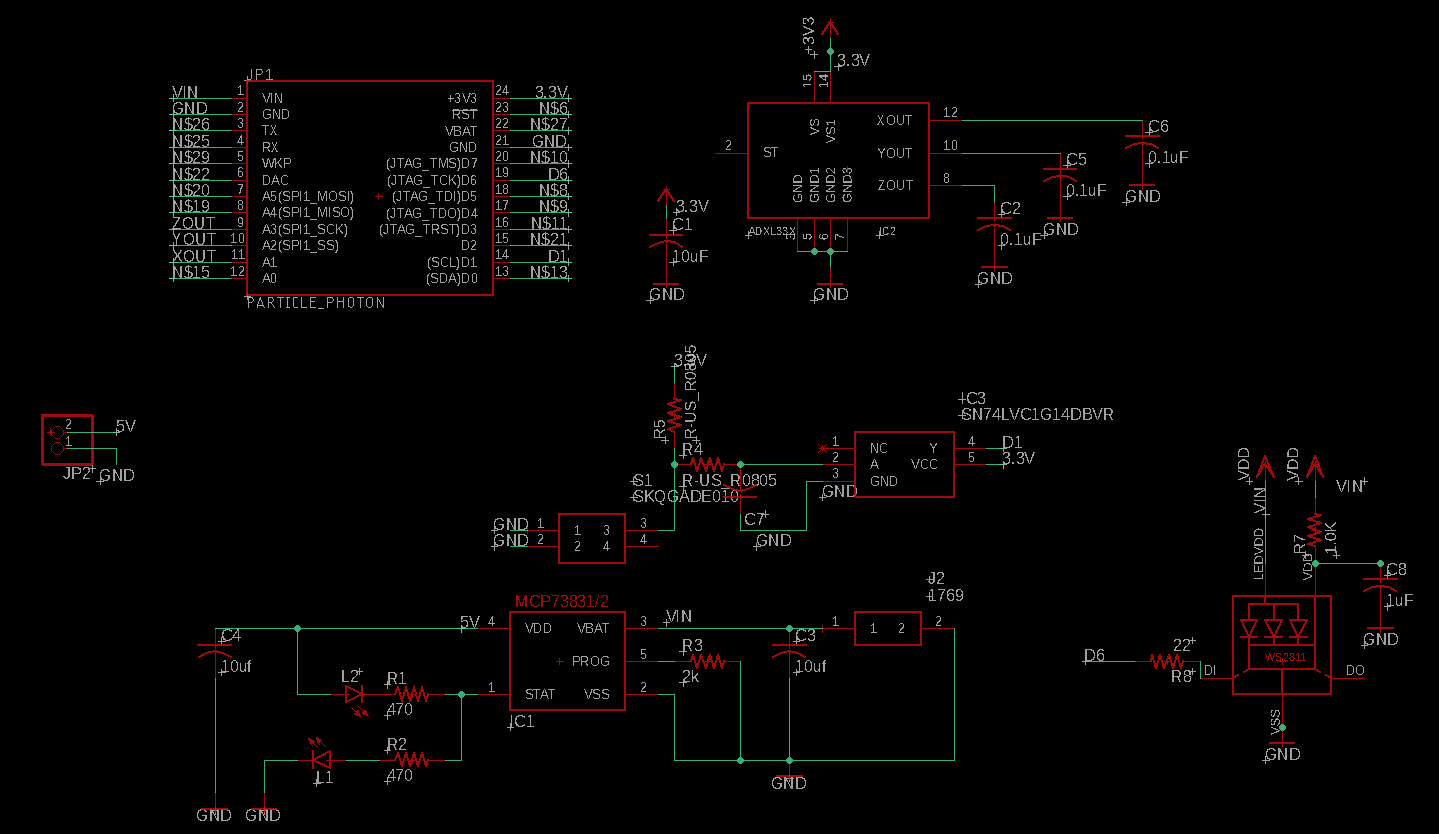 JP1
VIN 1 VIN +3V3 24 3.3V
GND 2 GND RST 23 N$6
N$26 3 TX VBAT 22 N$27
N$25 4 RX GND 21 GND
N$29 5 WKP (JTAG_TMS)D7 20 N$10
N$22 6 DAC (JTAG_TCK)D6 19 D6
N$20 7 A5(SPI1_MOSI) (JTAG_TDI)D5 18 N$8
N$19 8 A4(SPI1_MISO) (JTAG_TDO)D4 17 N$9
ZOUT 9 A3(SPI1_SCK) (JTAG_TRST)D3 16 N$11
YOUT 10 A2(SPI1_SS) D2 15 N$21
XOUT 11 A1 (SCL)D1 14 D1
N$15 12 A0 (SDA)D0 13 N$13
PARTICLE_PHOTON
3.3V
C1
10uF
GND
+3V3
3.3V
15 14
VS VS1
2 ST
XOUT 12
YOUT 10
ZOUT 8
GND GND1 GND2 GND3
ADXL33X
5 6 7
IC2
GND
C6
0.1uF
GND
C5
0.1uF
GND
C2
0.1uF
GND
2 5V
1
JP2 GND
3.3V
R5
R-US_R0805
R4
R-US_R0805
S1
SKQGADE010
GND 1 1 3 3
GND 2 2 4 4
C7
GND
GND
C3
SN74LVC1G14DBVR
1 NC Y 4 D1
2 A VCC 5 3.3V
3 GND
MCP73831/2
5V 4 VDD VBAT 3 VIN
PROG 5
1 STAT VSS 2
IC1
C4
10uf
L2
R1
470
R2
470
L1
GND
GND
R3
2k
C3
10uf
GND
J2
1769
1 1 2 2
VDD
VIN
LEDVDD
VDD
VIN
R7
1.0K
VDD
C8
1uF
GND
D6
22
R8
DI
WS2811
DO
VSS
GND